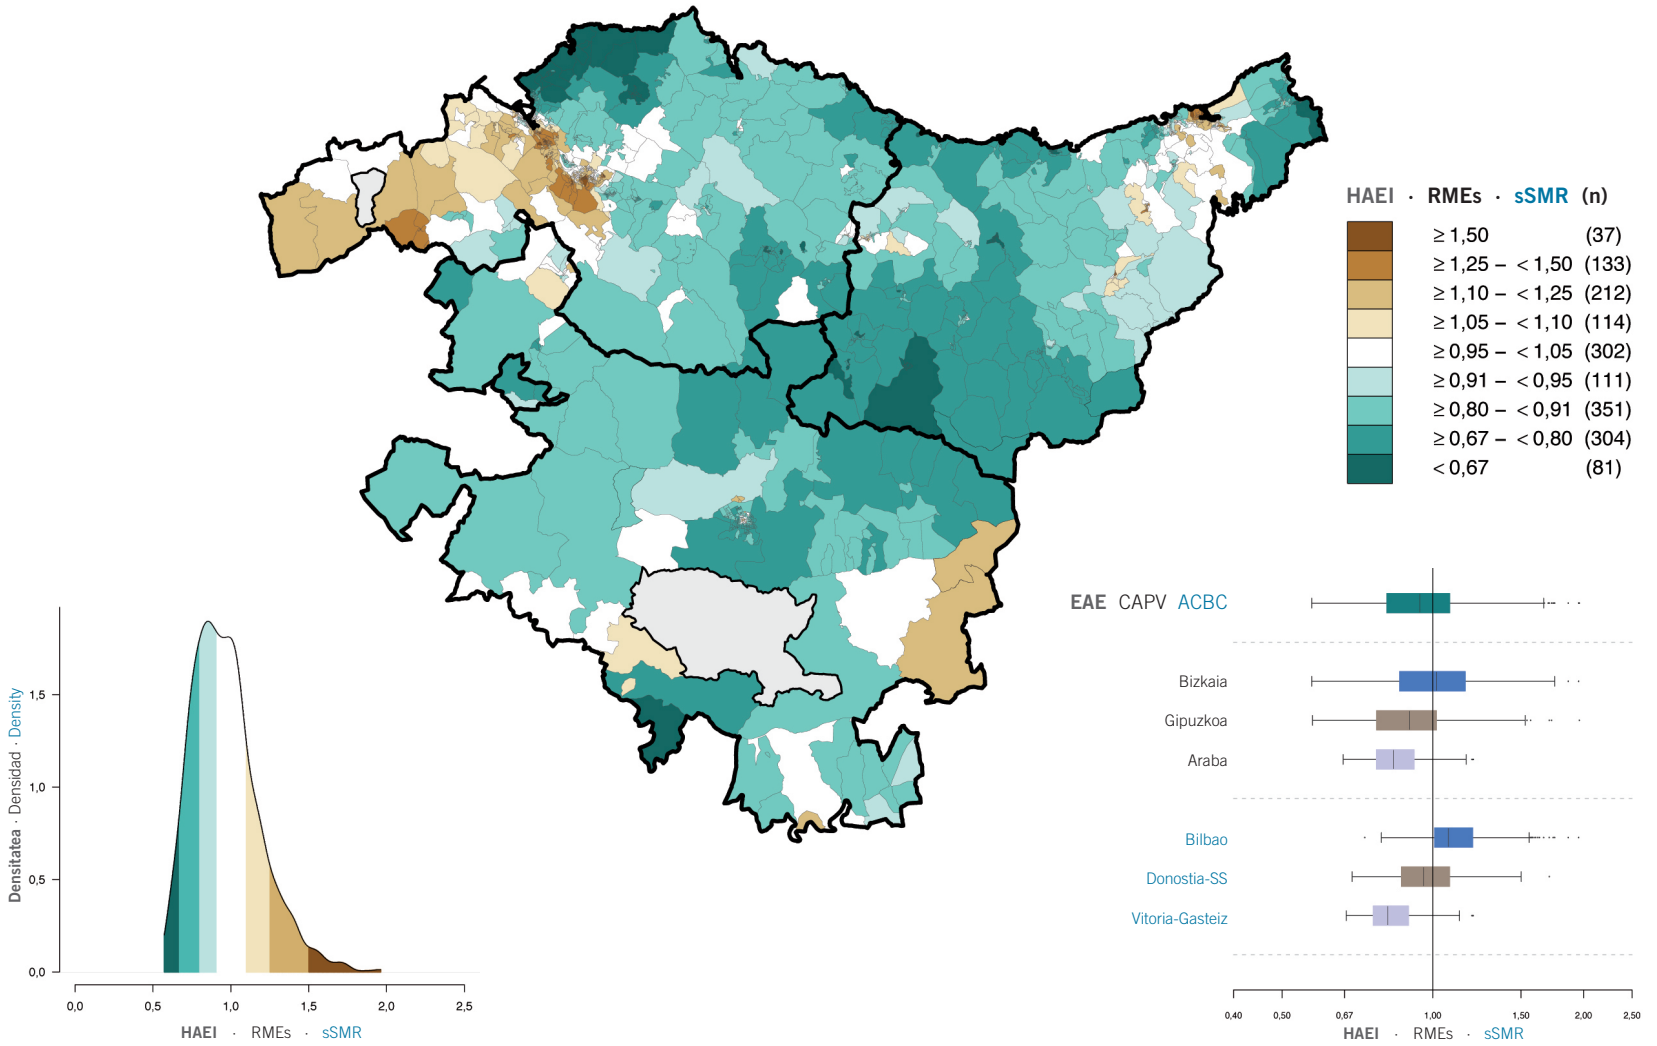 HAEI · RMEs · sSMR (n)
≥ 1,50 (37)
≥ 1,25 – < 1,50 (133)
≥ 1,10 – < 1,25 (212)
≥ 1,05 – < 1,10 (114)
≥ 0,95 – < 1,05 (302)
≥ 0,91 – < 0,95 (111)
≥ 0,80 – < 0,91 (351)
≥ 0,67 – < 0,80 (304)
< 0,67 (81)
EAE CAPV ACBC
Bizkaia
Gipuzkoa
Araba
Bilbao
Donostia-SS
Vitoria-Gasteiz
0,40 0,50 0,67 1,00 1,50 2,00 2,50
HAEI · RMEs · sSMR
Densitatea · Densidad · Density
1,5
1,0
0,5
0,0
0,0 0,5 1,0 1,5 2,0 2,5
HAEI · RMEs · sSMR